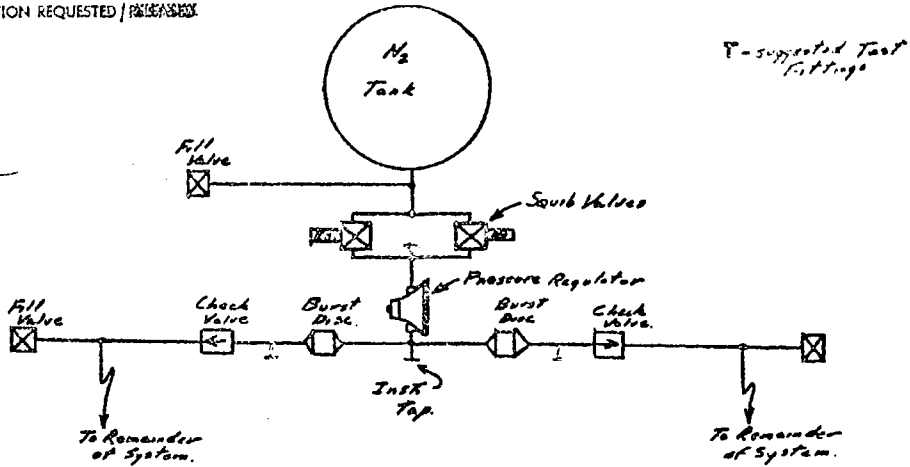 ION REQUESTED / RELEASED
N2
Tank
T - suggested Test
Fittings
Fill
Valve
Squib Valves
Pressure Regulator
Fill
Valve
Check
Valve
Burst
Disc
Burst
Disc
Check
Valve.
Inst.
Tap.
To Remainder
of System.
To Remainder
of System.